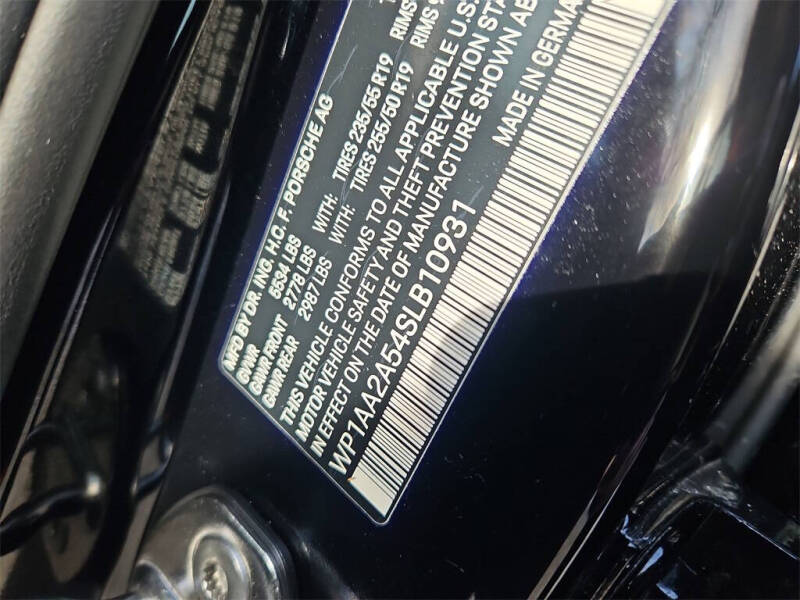 MFD BY DR. ING. H.C. F. PORSCHE AG
GVWR 5534 LBS
GAWR FRONT 2778 LBS WITH: TIRES 235/55 R19 RIMS
GAWR REAR 2987 LBS WITH: TIRES 255/50 R19 RIMS
THIS VEHICLE CONFORMS TO ALL APPLICABLE U.S.
MOTOR VEHICLE SAFETY AND THEFT PREVENTION STA
IN EFFECT ON THE DATE OF MANUFACTURE SHOWN AB
WP1AA2A54SLB10931 MADE IN GERMA